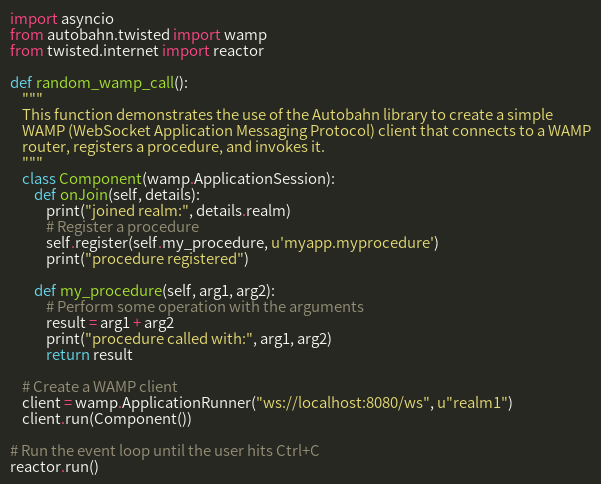 import asyncio
from autobahn.twisted import wamp
from twisted.internet import reactor

def random_wamp_call():
    """
    This function demonstrates the use of the Autobahn library to create a simple
    WAMP (WebSocket Application Messaging Protocol) client that connects to a WAMP
    router, registers a procedure, and invokes it.
    """
    class Component(wamp.ApplicationSession):
        def onJoin(self, details):
            print("joined realm:", details.realm)
            # Register a procedure
            self.register(self.my_procedure, u'myapp.myprocedure')
            print("procedure registered")

        def my_procedure(self, arg1, arg2):
            # Perform some operation with the arguments
            result = arg1 + arg2
            print("procedure called with:", arg1, arg2)
            return result

    # Create a WAMP client
    client = wamp.ApplicationRunner("ws://localhost:8080/ws", u"realm1")
    client.run(Component())

# Run the event loop until the user hits Ctrl+C
reactor.run()